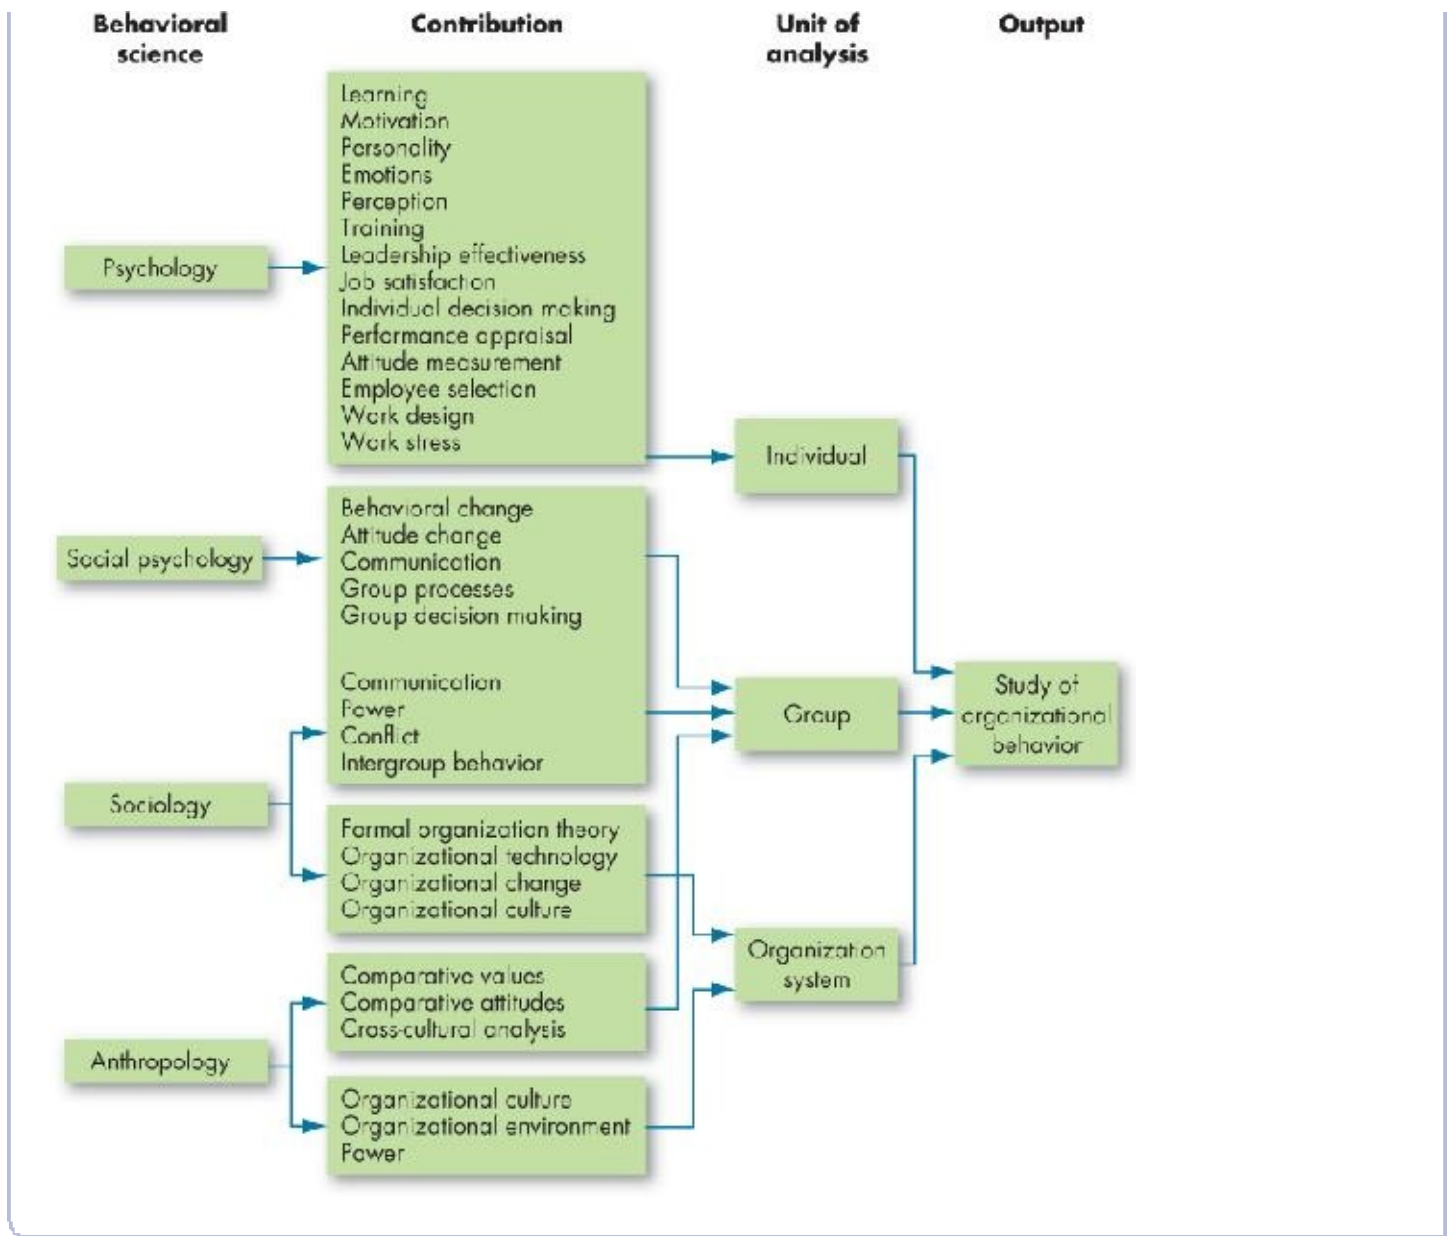 Behavioral
science
Contribution
Unit of
analysis
Output
Psychology
Learning
Motivation
Personality
Emotions
Perception
Training
Leadership effectiveness
Job satisfaction
Individual decision making
Performance appraisal
Attitude measurement
Employee selection
Work design
Work stress
Individual
Social psychology
Behavioral change
Attitude change
Communication
Group processes
Group decision making
Communication
Power
Conflict
Intergroup behavior
Group
Study of
organizational
behavior
Sociology
Formal organization theory
Organizational technology
Organizational change
Organizational culture
Organization
system
Anthropology
Comparative values
Comparative attitudes
Cross-cultural analysis
Organizational culture
Organizational environment
Power